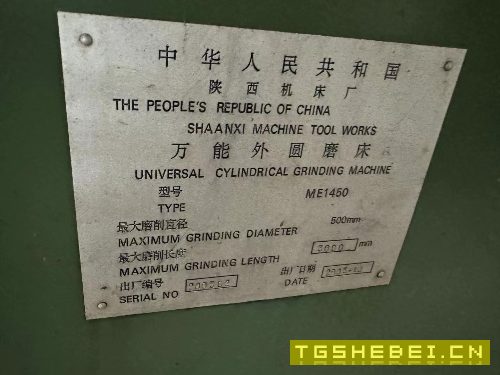 中华人民共和国
陕西机床厂
THE PEOPLE'S REPUBLIC OF CHINA
SHAANXI MACHINE TOOL WORKS
万能外圆磨床
UNIVERSAL CYLINDRICAL GRINDING MACHINE
型号 ME1450
TYPE
最大磨削直径 500mm
MAXIMUM GRINDING DIAMETER
最大磨削长度 3000 mm
MAXIMUM GRINDING LENGTH
出厂编号 出厂日期
SERIAL NO DATE
TGSHEBEI.CN